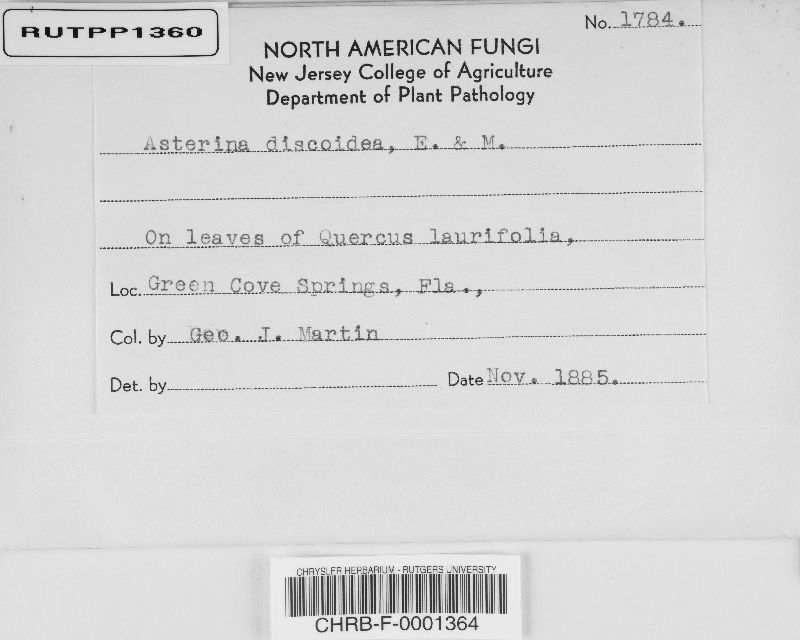 RUTPP1360
No. 1784.
NORTH AMERICAN FUNGI
New Jersey College of Agriculture
Department of Plant Pathology
Asterina discoidea, E. & M.
On leaves of Quercus laurifolia,
Loc. Green Cove Springs, Fla.,
Col. by Geo. J. Martin
Det. by
Date Nov. 1885.
CHRYSLER HERBARIUM - RUTGERS UNIVERSITY
CHRB-F-0001364